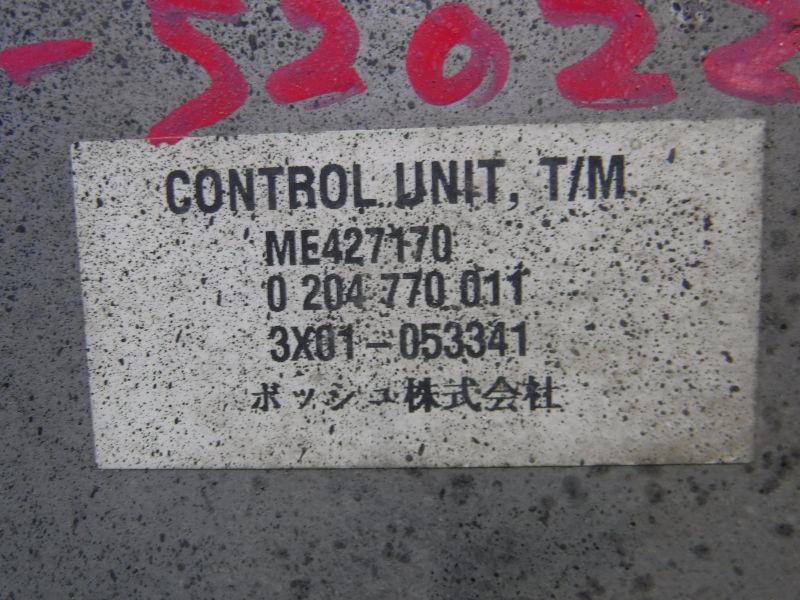 -52022
CONTROL UNIT, T/M
ME427170
0 204 770 011
3X01-053341
ボッシュ株式会社